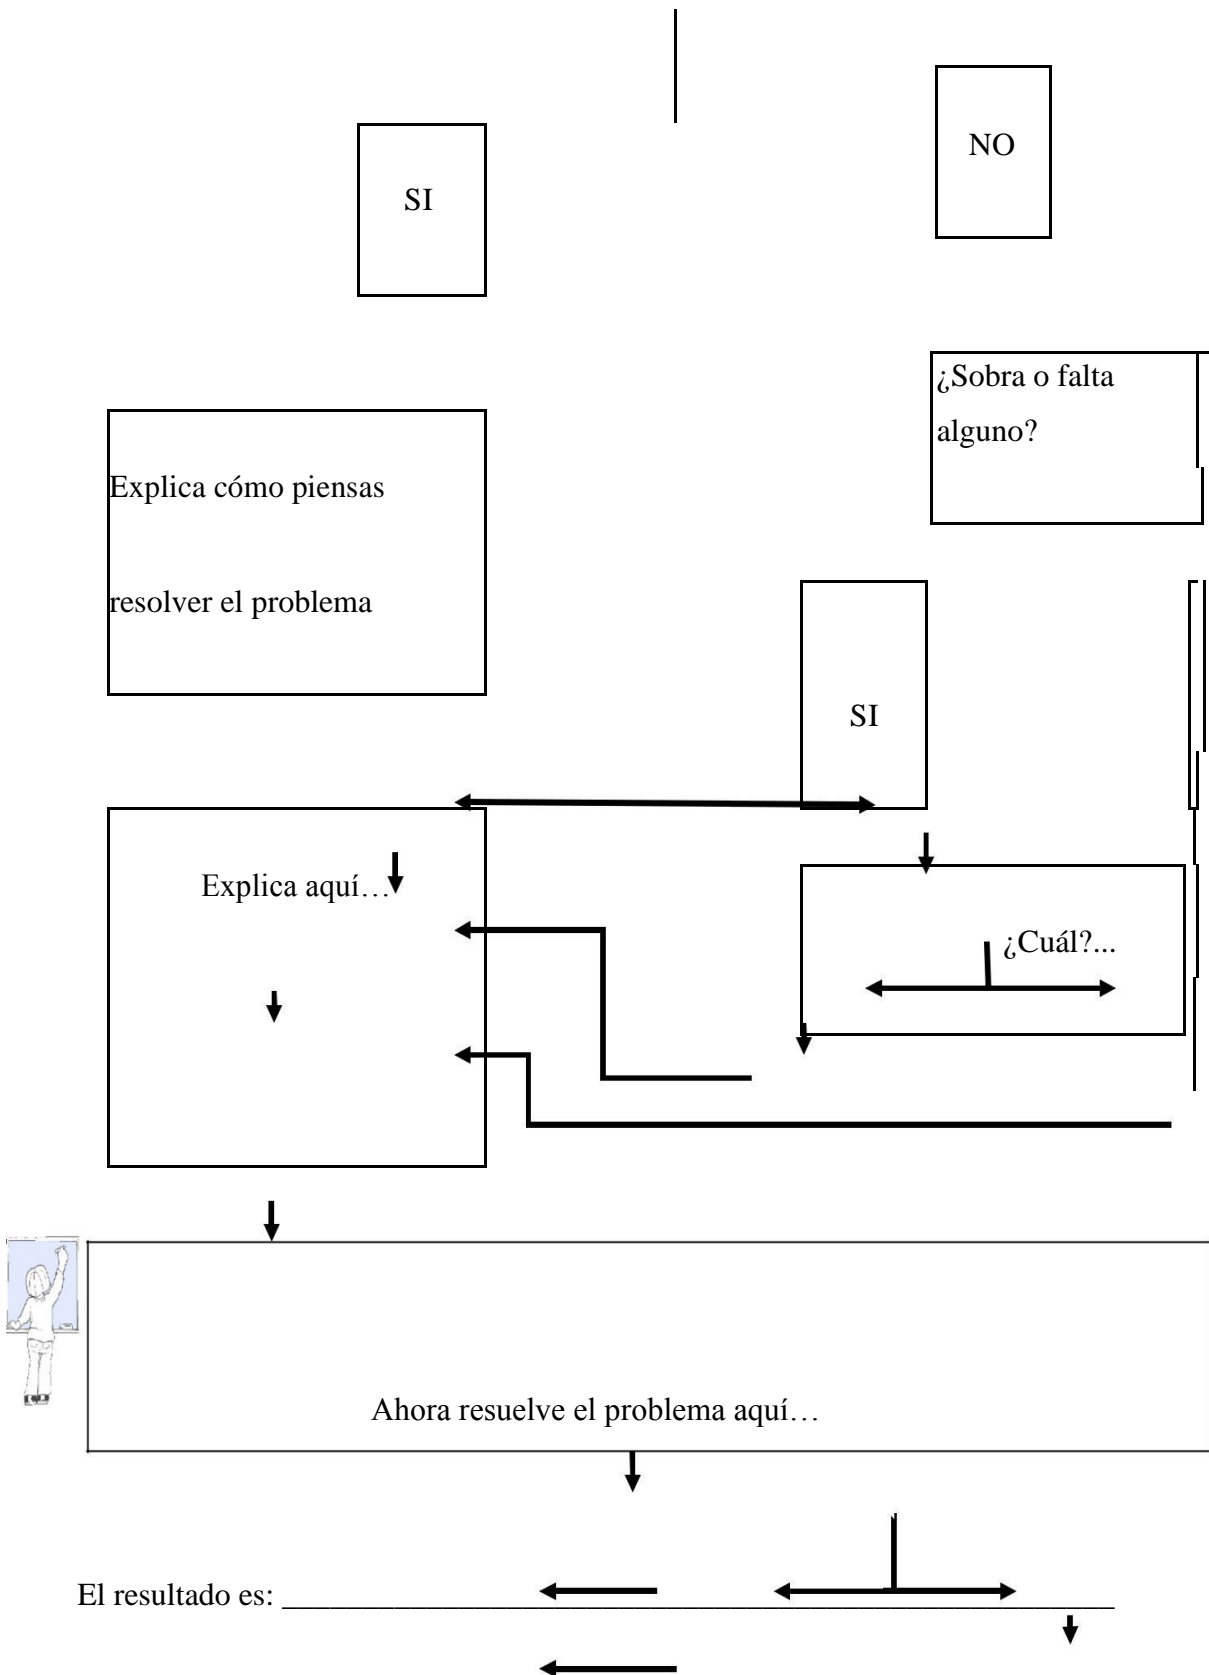 NO
SI
¿Sobra o falta
alguno?
Explica cómo piensas
resolver el problema
SI
Explica aquí…
¿Cuál?...
Ahora resuelve el problema aquí…
El resultado es: ____________________________________________________